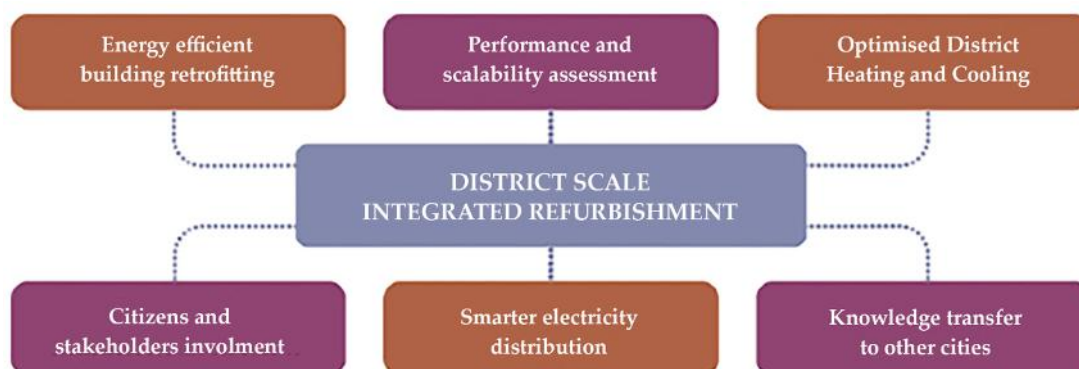 Energy efficient
building retrofitting
Performance and
scalability assessment
Optimised District
Heating and Cooling
DISTRICT SCALE
INTEGRATED REFURBISHMENT
Citizens and
stakeholders involment
Smarter electricity
distribution
Knowledge transfer
to other cities